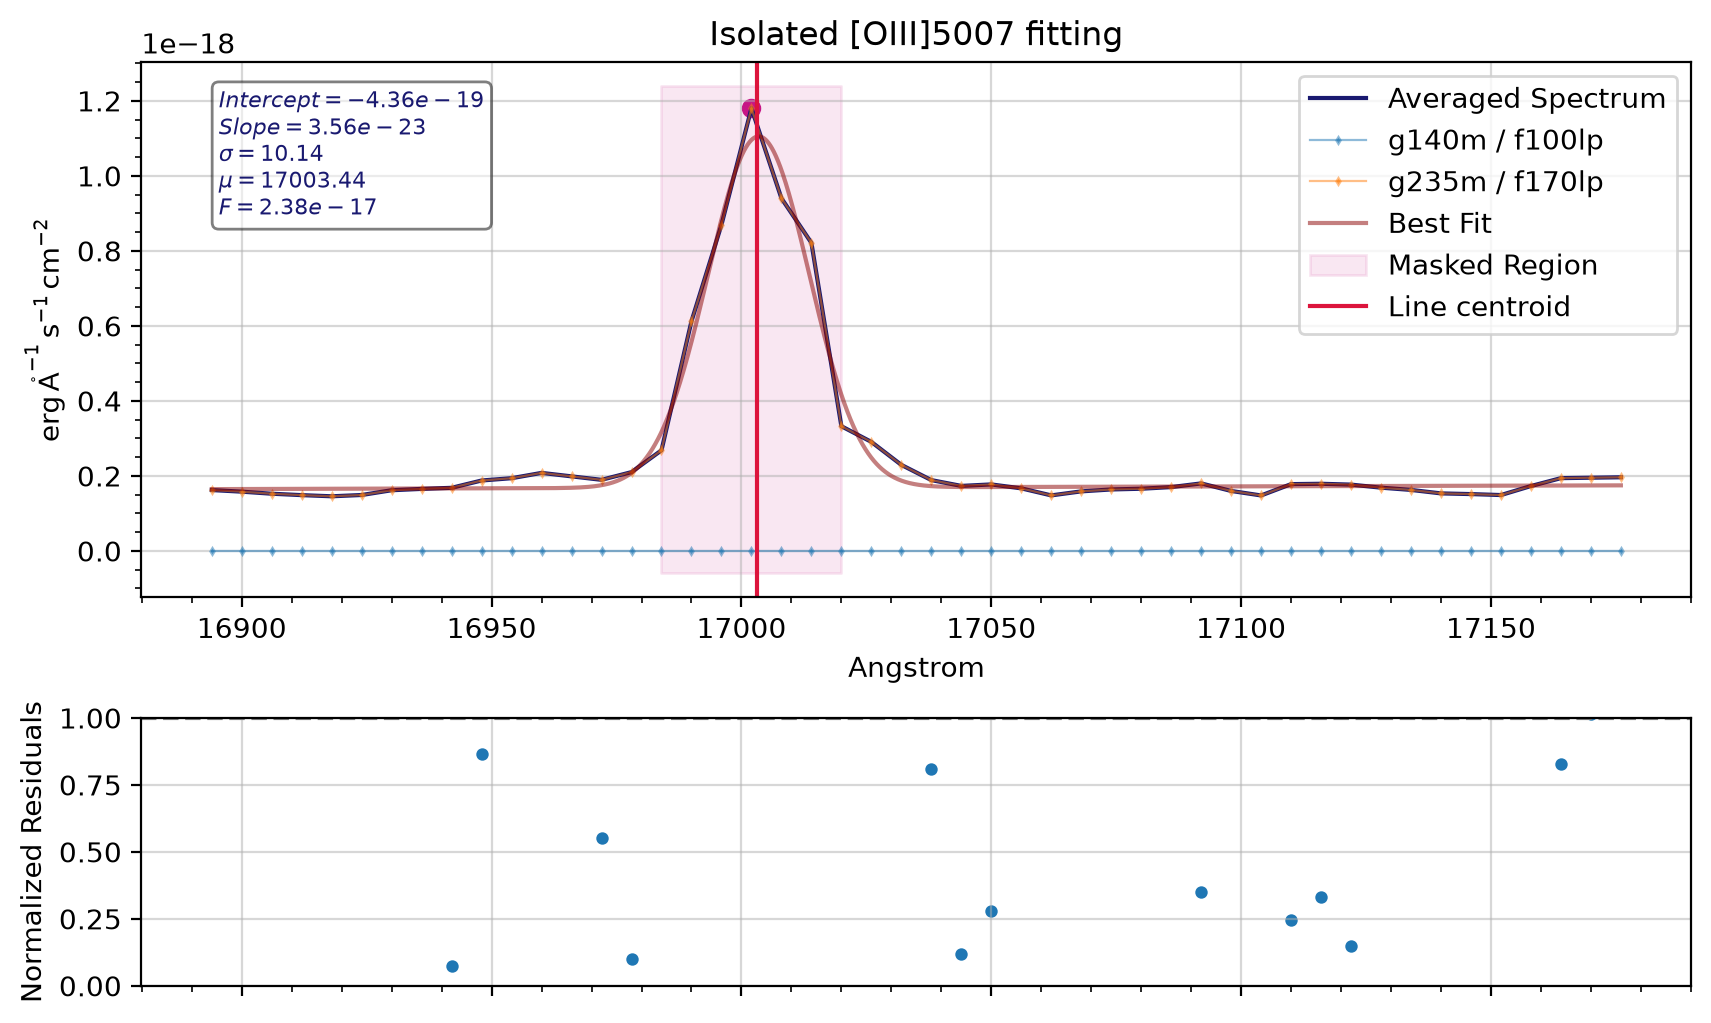 Isolated [OIII]5007 fitting
1e−18
Intercept = −4.36e − 19
Slope = 3.56e − 23
σ = 10.14
μ = 17003.44
F = 2.38e − 17
Averaged Spectrum
g140m / f100lp
g235m / f170lp
Best Fit
Masked Region
Line centroid
erg Å⁻¹ s⁻¹ cm⁻²
1.2
1.0
0.8
0.6
0.4
0.2
0.0
16900 16950 17000 17050 17100 17150
Angstrom
Normalized Residuals
1.00
0.75
0.50
0.25
0.00